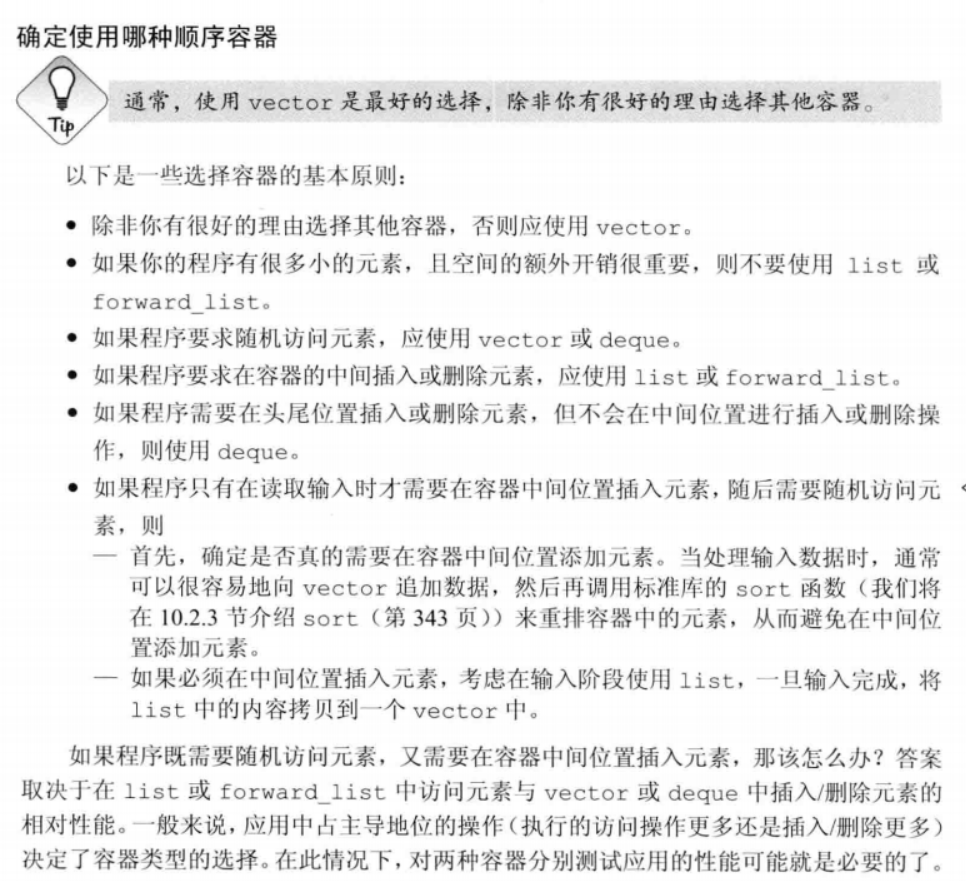 确定使用哪种顺序容器
Tip
通常，使用 vector 是最好的选择，除非你有很好的理由选择其他容器。
以下是一些选择容器的基本原则：
• 除非你有很好的理由选择其他容器，否则应使用 vector。
• 如果你的程序有很多小的元素，且空间的额外开销很重要，则不要使用 list 或
forward_list。
• 如果程序要求随机访问元素，应使用 vector 或 deque。
• 如果程序要求在容器的中间插入或删除元素，应使用 list 或 forward_list。
• 如果程序需要在头尾位置插入或删除元素，但不会在中间位置进行插入或删除操
作，则使用 deque。
• 如果程序只有在读取输入时才需要在容器中间位置插入元素，随后需要随机访问元
素，则
— 首先，确定是否真的需要在容器中间位置添加元素。当处理输入数据时，通常
可以很容易地向 vector 追加数据，然后再调用标准库的 sort 函数（我们将
在 10.2.3 节介绍 sort（第 343 页））来重排容器中的元素，从而避免在中间位
置添加元素。
— 如果必须在中间位置插入元素，考虑在输入阶段使用 list，一旦输入完成，将
list 中的内容拷贝到一个 vector 中。
如果程序既需要随机访问元素，又需要在容器中间位置插入元素，那该怎么办？答案
取决于在 list 或 forward_list 中访问元素与 vector 或 deque 中插入/删除元素的
相对性能。一般来说，应用中占主导地位的操作（执行的访问操作更多还是插入/删除更多）
决定了容器类型的选择。在此情况下，对两种容器分别测试应用的性能可能就是必要的了。